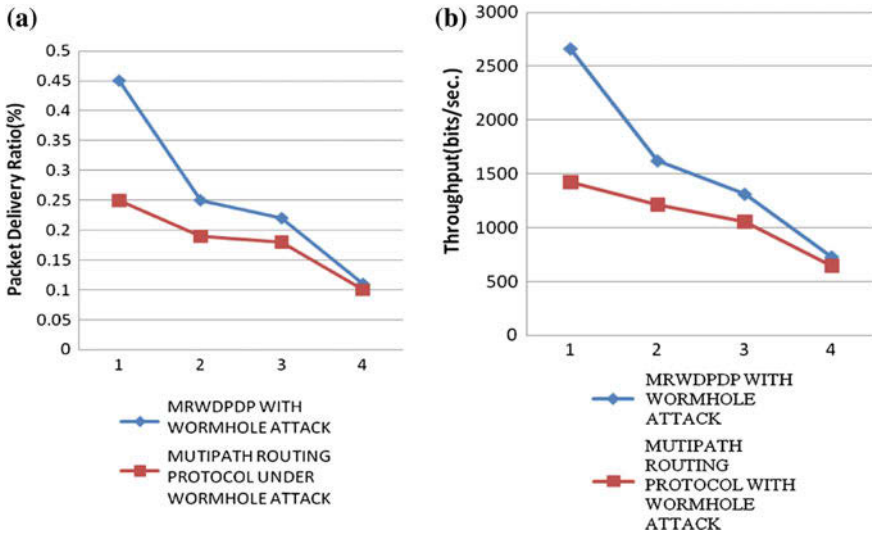 (a)
Packet Delivery Ratio(%)
0.5
0.45
0.4
0.35
0.3
0.25
0.2
0.15
0.1
0.05
0
1 2 3 4
MRWDPDP WITH
WORMHOLE ATTACK
MUTIPATH ROUTING
PROTOCOL UNDER
WORMHOLE ATTACK
(b)
Throughput(bits/sec.)
3000
2500
2000
1500
1000
500
0
1 2 3 4
MRWDPDP WITH
WORMHOLE
ATTACK
MUTIPATH
ROUTING
PROTOCOL WITH
WORMHOLE
ATTACK